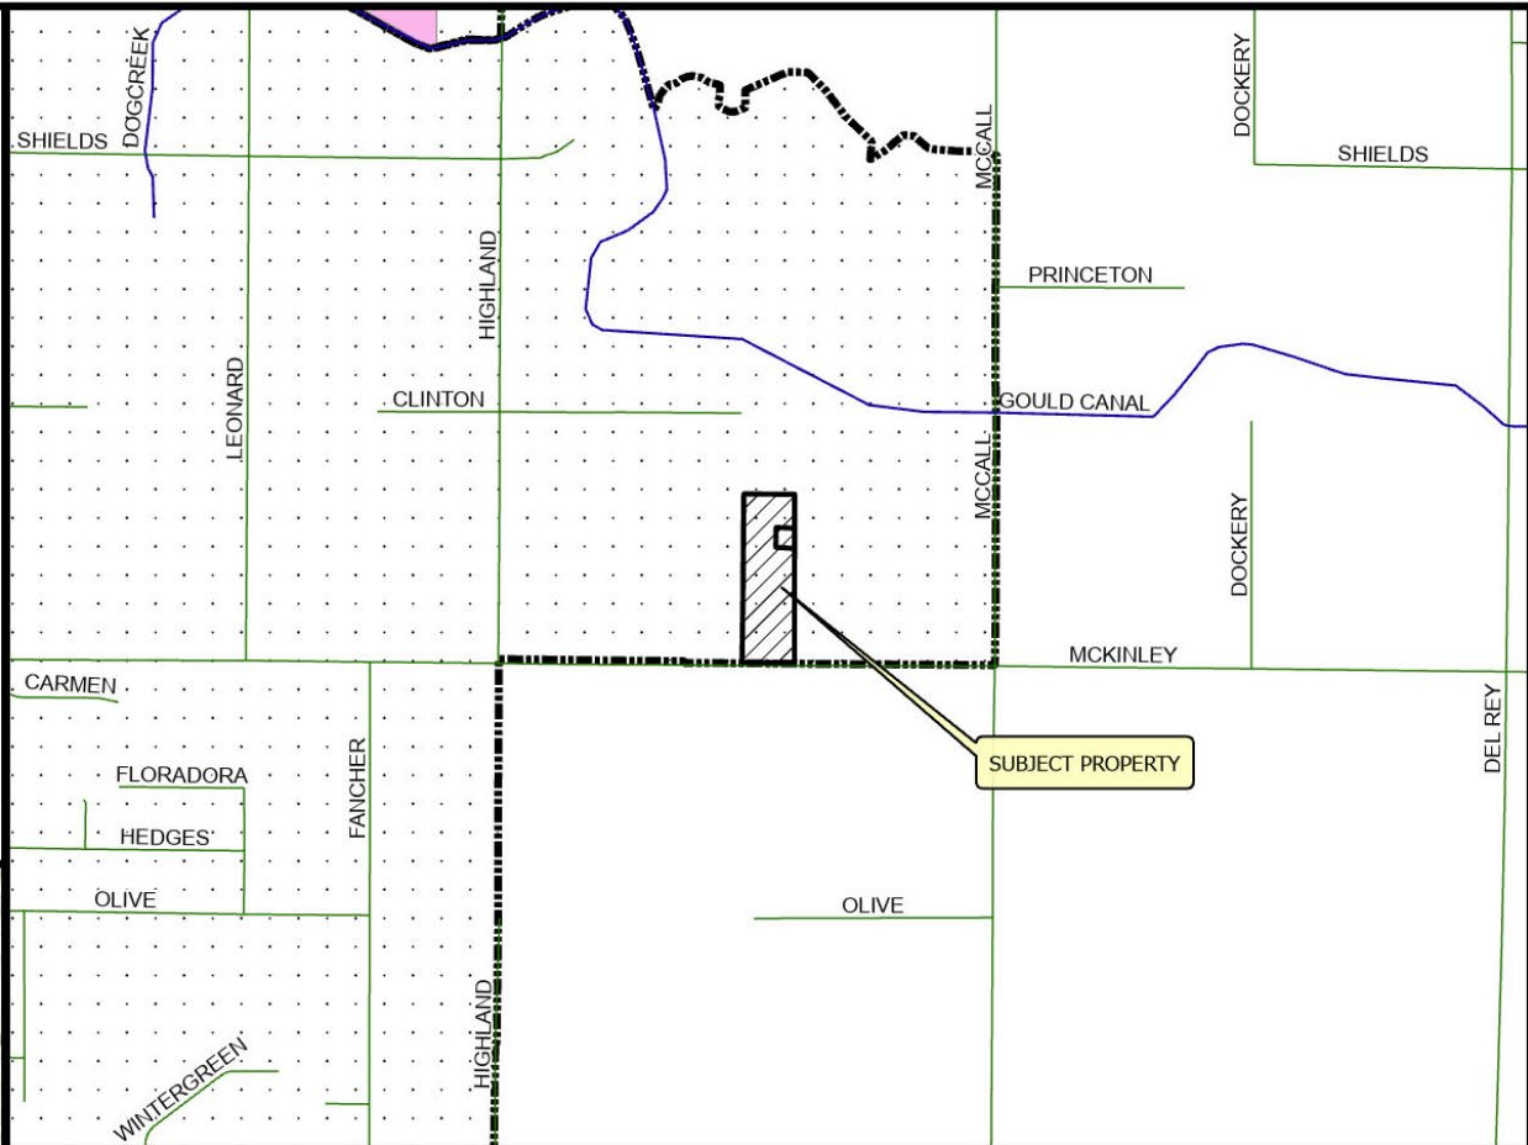 DOGCREEK
DOCKERY
SHIELDS
MCCALL
SHIELDS
HIGHLAND
PRINCETON
LEONARD
CLINTON
GOULD CANAL
MCCALL
DOCKERY
MCKINLEY
CARMEN
DEL REY
FLORADORA
FANCHER
SUBJECT PROPERTY
HEDGES
OLIVE
OLIVE
HIGHLAND
WINTERGREEN